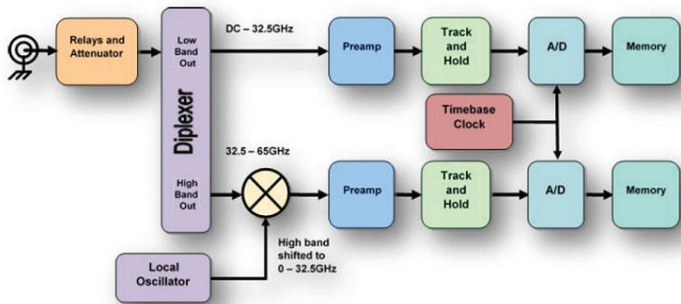 Relays and
Attenuator
Diplexer
Low
Band
Out
DC – 32.5GHz
Preamp
Track
and
Hold
A/D
Memory
Timebase
Clock
32.5 – 65GHz
High
Band
Out
Preamp
Track
and
Hold
A/D
Memory
High band
shifted to
0 – 32.5GHz
Local
Oscillator